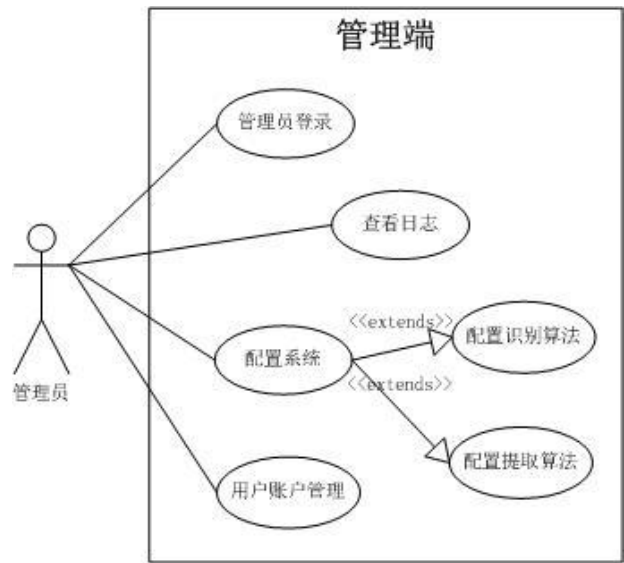 管理端
管理员登录
查看日志
<<extends>>
配置识别算法
配置系统
<<extends>>
管理员
配置提取算法
用户账户管理